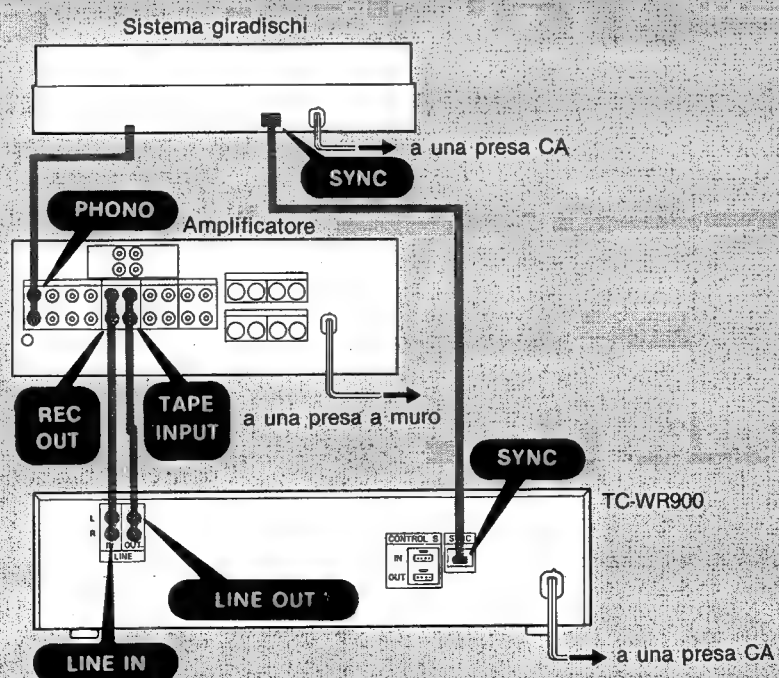 Sistema giradischi
a una presa CA
SYNC
PHONO
Amplificatore
REC
OUT
TAPE
INPUT
a una presa a muro
SYNC
TC-WR900
L
R
IN OUT
LINE
CONTROL S SYNC
IN
OUT
LINE OUT
LINE IN
a una presa CA